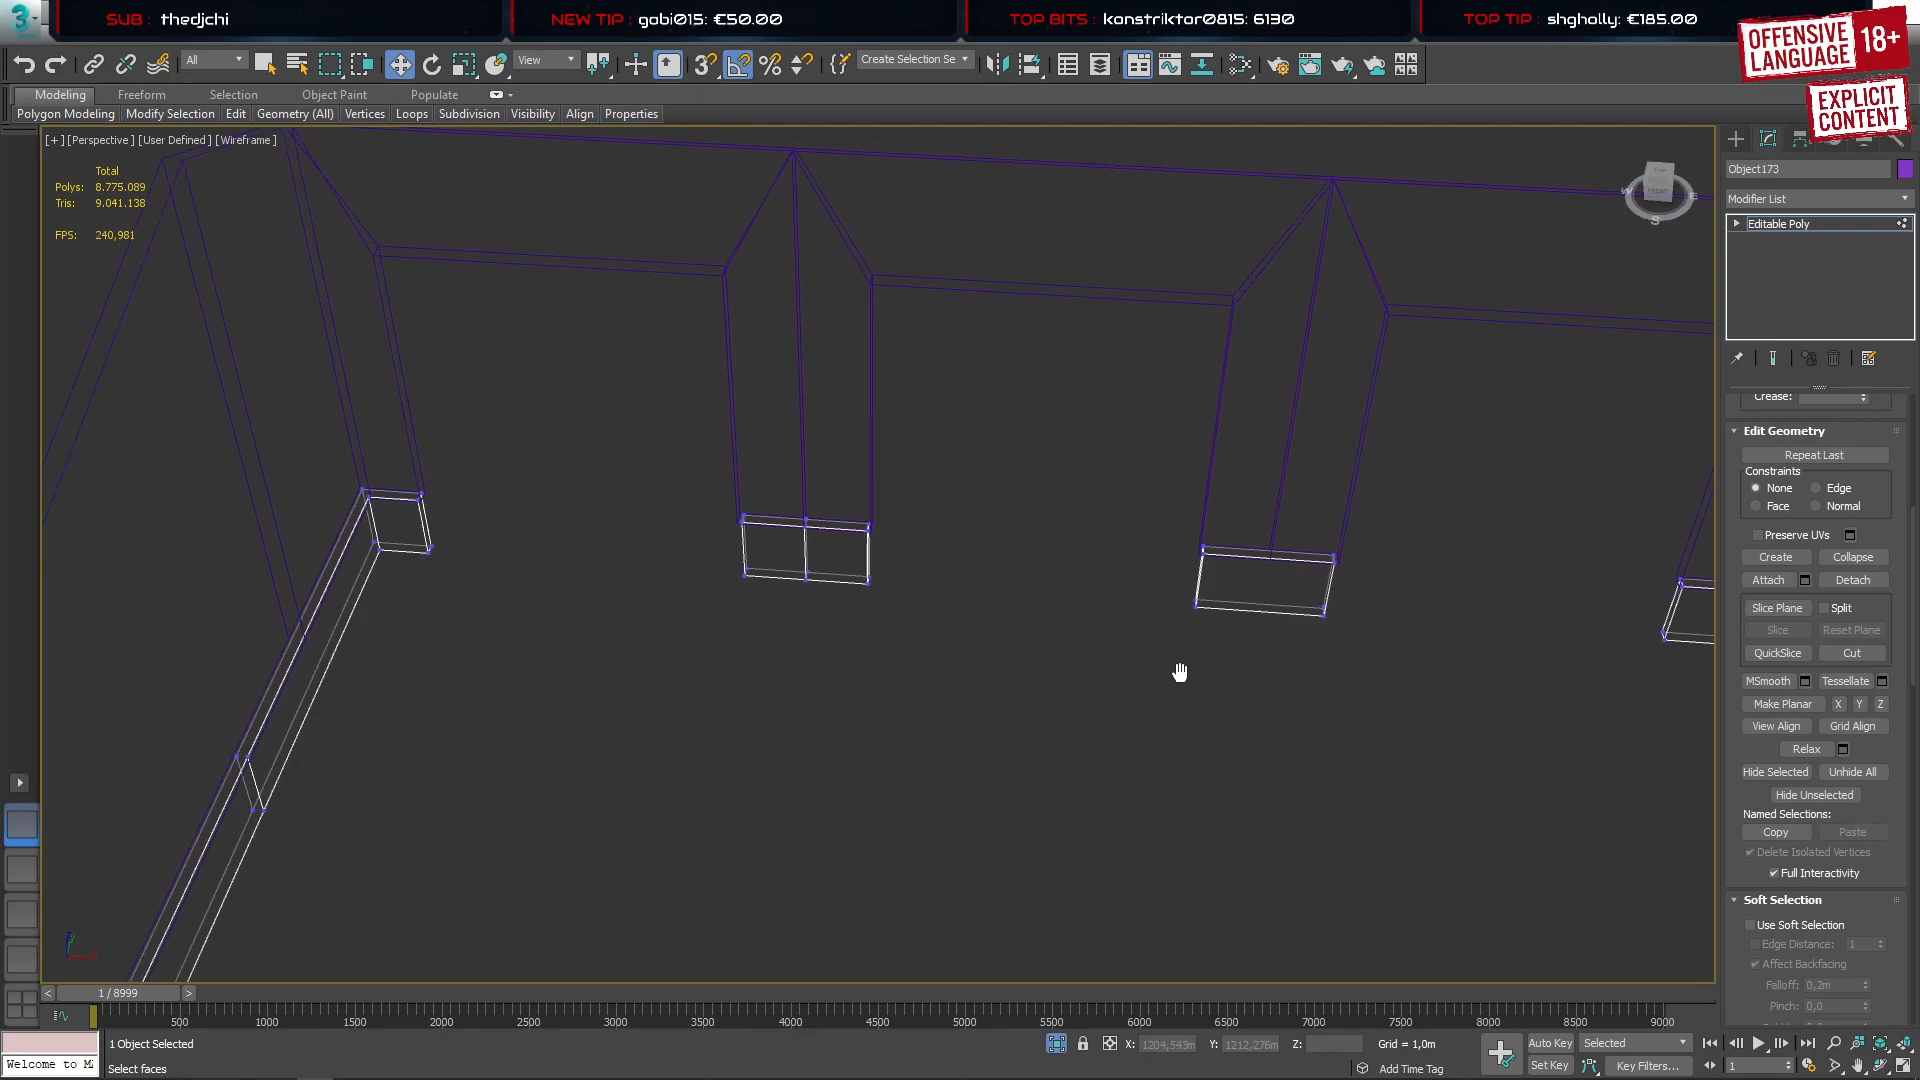 SUB : thedjchi
NEW TIP : gabi015: €50.00
TOP BITS : konstriktor0815: 6130
TOP TIP : shgholly: €185.00
OFFENSIVE LANGUAGE 18+
EXPLICIT CONTENT
All
View
Create Selection Se
Modeling Freeform Selection Object Paint Populate
Polygon Modeling Modify Selection Edit Geometry (All) Vertices Loops Subdivision Visibility Align Properties
[+] [Perspective] [User Defined] [Wireframe]
Total
Polys: 8.775.089
Tris: 9.041.138
FPS: 240,981
FRONT
S
Object173
Modifier List
Editable Poly
Crease:
Edit Geometry
Repeat Last
Constraints
None Edge
Face Normal
Preserve UVs
Create Collapse
Attach Detach
Slice Plane Split
Slice Reset Plane
QuickSlice Cut
MSmooth Tessellate
Make Planar X Y Z
View Align Grid Align
Relax
Hide Selected Unhide All
Hide Unselected
Named Selections:
Copy Paste
Delete Isolated Vertices
Full Interactivity
Soft Selection
Use Soft Selection
Edge Distance: 1
Affect Backfacing
Falloff: 0,2m
Pinch: 0,0
< 1 / 8999 >
500 1000 1500 2000 2500 3000 3500 4000 4500 5000 5500 6000 6500 7000 7500 8000 8500 9000
1 Object Selected
X: 1204,543m Y: 1212,276m Z: Grid = 1,0m
Auto Key Selected
Welcome to M
Select faces
Add Time Tag
Set Key Key Filters... 1